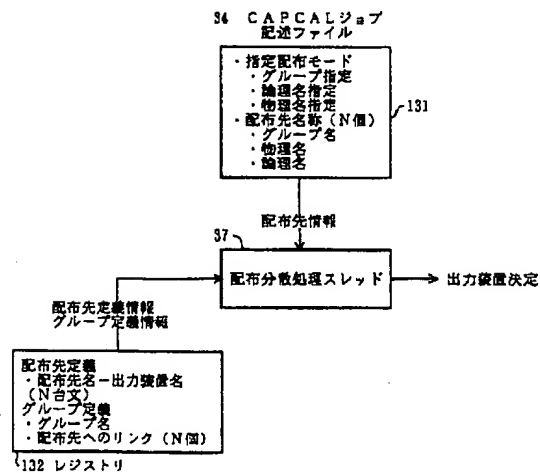 34 CAPCALジョブ
記述ファイル
・指定配布モード
・グループ指定
・論理名指定
・物理名指定
・配布先名称(N個)
・グループ名
・物理名
・論理名
131
配布先情報
37
配布分散処理スレッド
出力装置決定
配布先定義情報
グループ定義情報
配布先定義
・配布先名-出力装置名
(N台文)
グループ定義
・グループ名
・配布先へのリンク(N個)
132 レジストリ